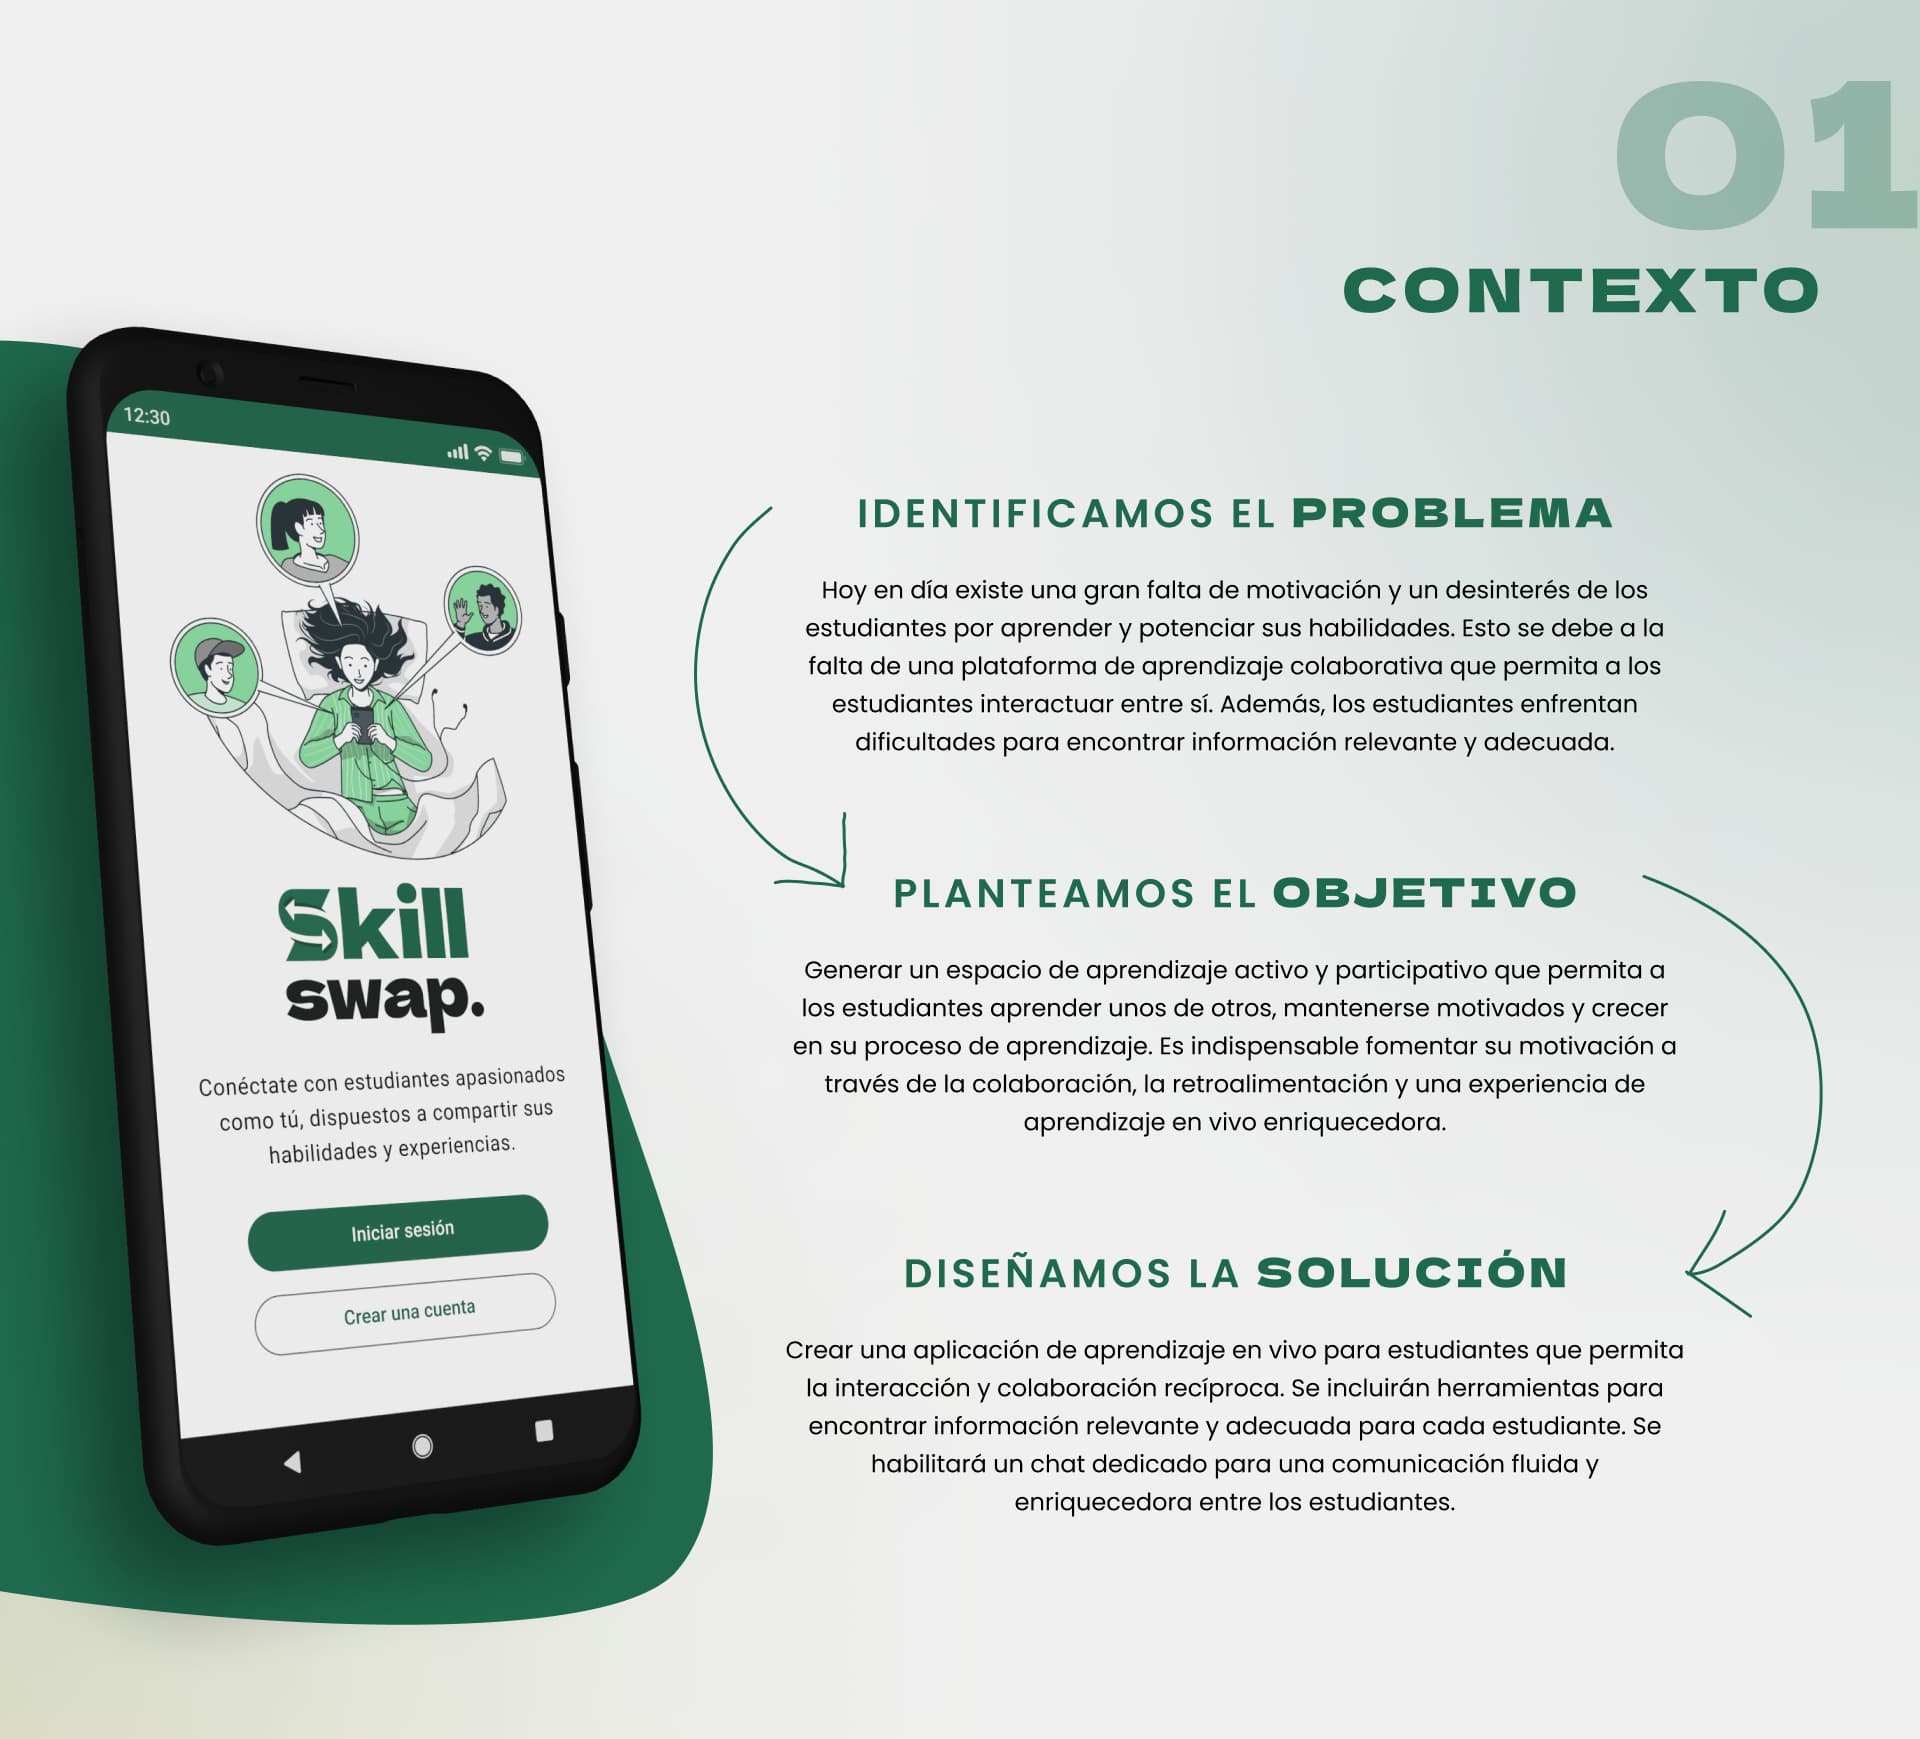 01
CONTEXTO
12:30
Skill
swap.
Conéctate con estudiantes apasionados
como tú, dispuestos a compartir sus
habilidades y experiencias.
Iniciar sesión
Crear una cuenta
IDENTIFICAMOS EL PROBLEMA
Hoy en día existe una gran falta de motivación y un desinterés de los
estudiantes por aprender y potenciar sus habilidades. Esto se debe a la
falta de una plataforma de aprendizaje colaborativa que permita a los
estudiantes interactuar entre sí. Además, los estudiantes enfrentan
dificultades para encontrar información relevante y adecuada.
PLANTEAMOS EL OBJETIVO
Generar un espacio de aprendizaje activo y participativo que permita a
los estudiantes aprender unos de otros, mantenerse motivados y crecer
en su proceso de aprendizaje. Es indispensable fomentar su motivación a
través de la colaboración, la retroalimentación y una experiencia de
aprendizaje en vivo enriquecedora.
DISEÑAMOS LA SOLUCIÓN
Crear una aplicación de aprendizaje en vivo para estudiantes que permita
la interacción y colaboración recíproca. Se incluirán herramientas para
encontrar información relevante y adecuada para cada estudiante. Se
habilitará un chat dedicado para una comunicación fluida y
enriquecedora entre los estudiantes.